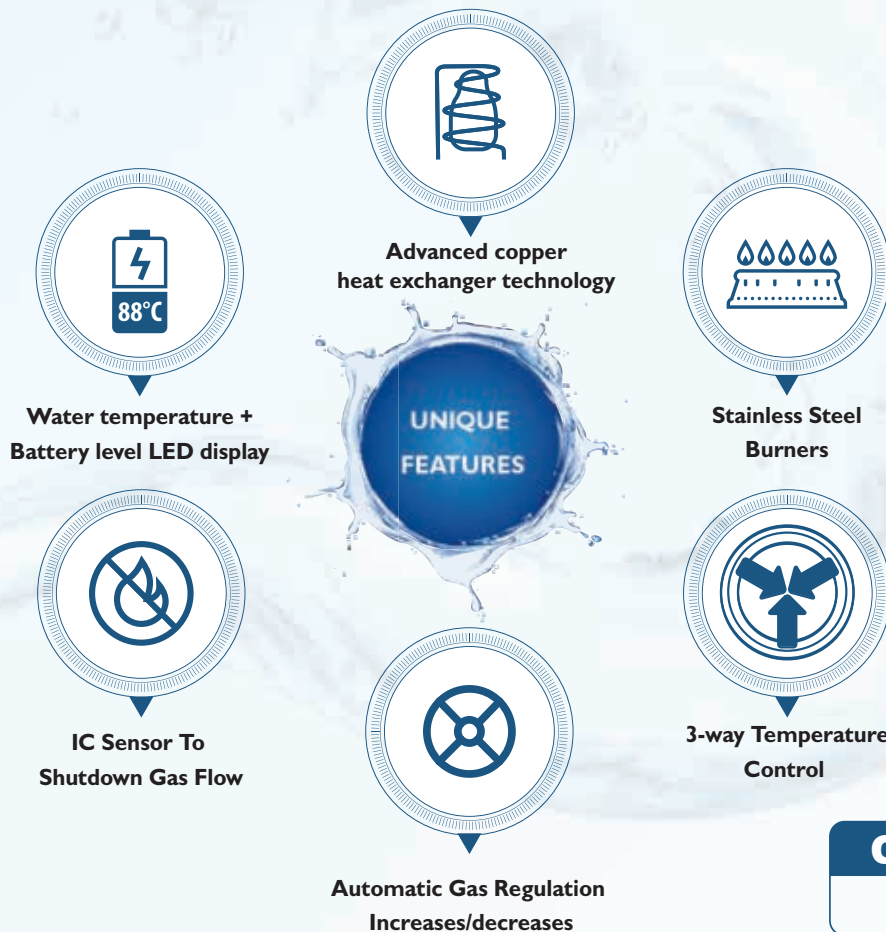 Advanced copper
heat exchanger technology
88°C
Water temperature +
Battery level LED display
UNIQUE
FEATURES
Stainless Steel
Burners
IC Sensor To
Shutdown Gas Flow
3-way Temperature
Control
Automatic Gas Regulation
Increases/decreases